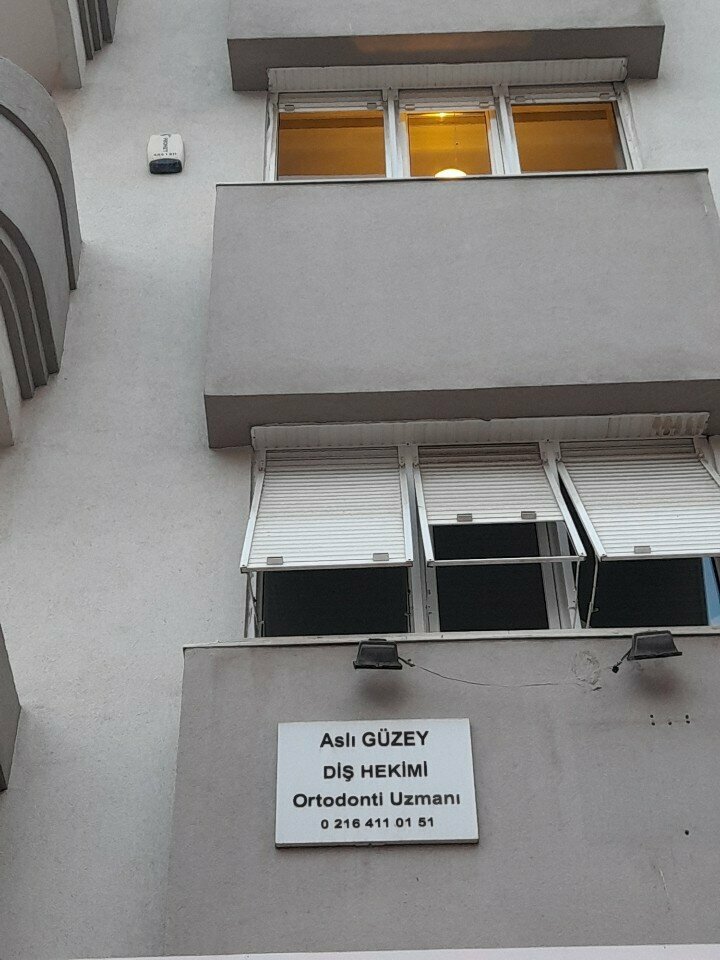 Aslı GÜZEY
DİŞ HEKİMİ
Ortodonti Uzmanı
0 216 411 01 51